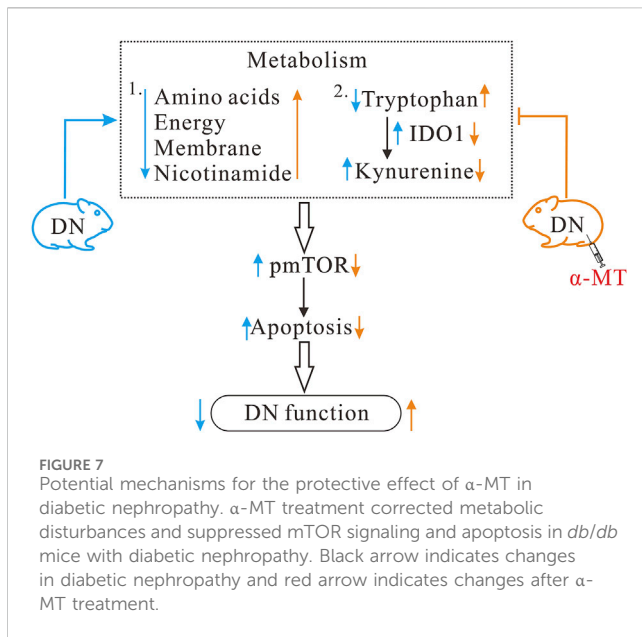 Metabolism
1. Amino acids
Energy
Membrane
Nicotinamide
2. Tryptophan
IDO1
Kynurenine
DN
DN
α-MT
pmTOR
Apoptosis
DN function
FIGURE 7
Potential mechanisms for the protective effect of α-MT in
diabetic nephropathy. α-MT treatment corrected metabolic
disturbances and suppressed mTOR signaling and apoptosis in db/db
mice with diabetic nephropathy. Black arrow indicates changes
in diabetic nephropathy and red arrow indicates changes after α-
MT treatment.